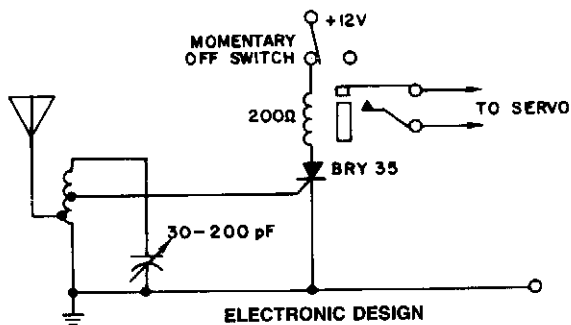 +12V
MOMENTARY
OFF SWITCH
200Ω
TO SERVO
BRY 35
30-200 pF
ELECTRONIC DESIGN